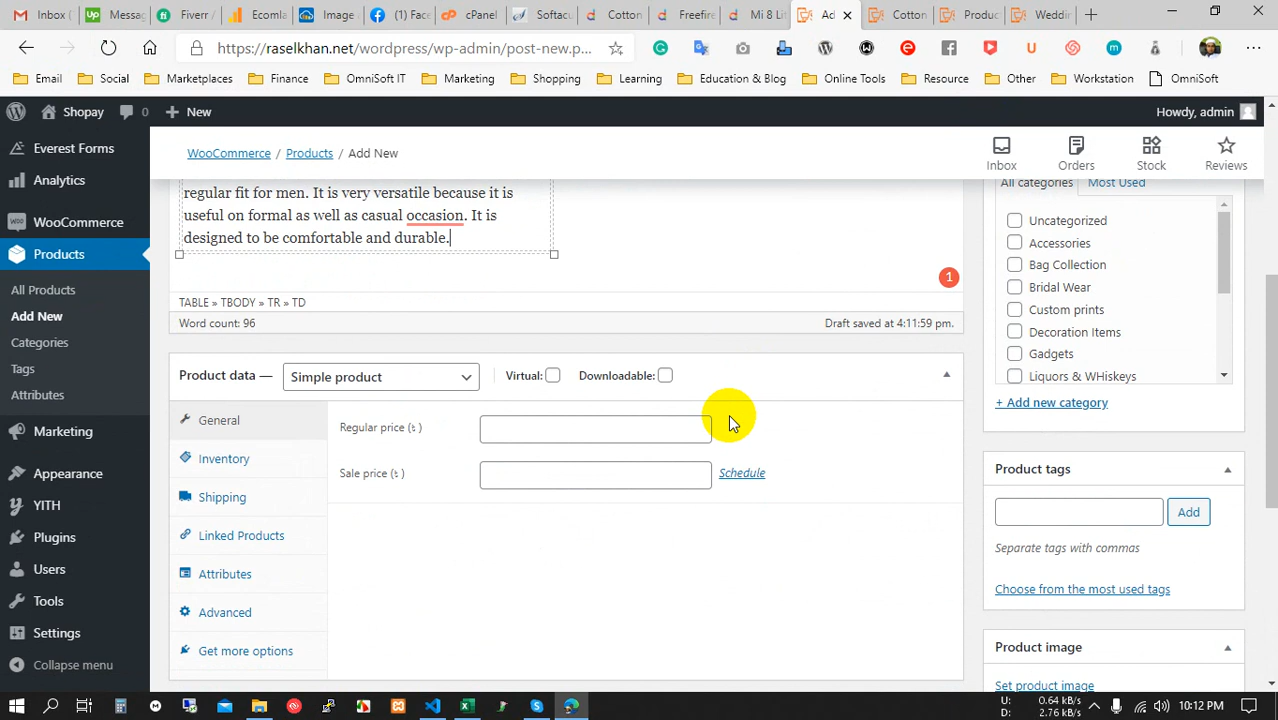 Inbox (
Messag
Fiverr /
Ecomla
Image
(1) Face
cPanel
Softacu
Cotton
Freefire
Mi 8 Lit
Ad
Cotton
Produc
Weddin
https://raselkhan.net/wordpress/wp-admin/post-new.p...
Email
Social
Marketplaces
Finance
OmniSoft IT
Marketing
Shopping
Learning
Education & Blog
Online Tools
Resource
Other
Workstation
OmniSoft
Shopay
0
New
Howdy, admin
WooCommerce / Products / Add New
Inbox
Orders
Stock
Reviews
Everest Forms
Analytics
WooCommerce
Products
All Products
Add New
Categories
Tags
Attributes
Marketing
Appearance
YITH
Plugins
Users
Tools
Settings
Collapse menu
regular fit for men. It is very versatile because it is
useful on formal as well as casual occasion. It is
designed to be comfortable and durable.
1
TABLE » TBODY » TR » TD
Word count: 96
Draft saved at 4:11:59 pm.
Product data —
Simple product
Virtual:
Downloadable:
General
Inventory
Shipping
Linked Products
Attributes
Advanced
Get more options
Regular price (৳ )
Sale price (৳ )
Schedule
All categories
Most Used
Uncategorized
Accessories
Bag Collection
Bridal Wear
Custom prints
Decoration Items
Gadgets
Liquors & WHiskeys
+ Add new category
Product tags
Add
Separate tags with commas
Choose from the most used tags
Product image
Set product image
U: 0.64 kB/s
D: 2.76 kB/s
10:12 PM